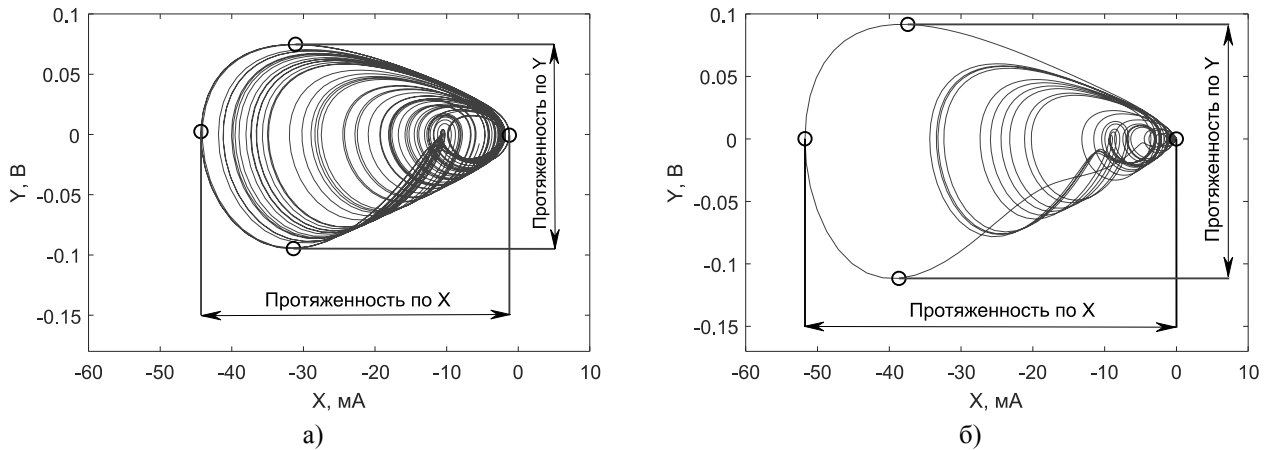 0.1
0.05
0
-0.05
-0.1
-0.15
Y, В
Протяженность по Y
Протяженность по X
-60 -50 -40 -30 -20 -10 0 10
X, мА
а)
0.1
0.05
0
-0.05
-0.1
-0.15
Y, В
Протяженность по Y
Протяженность по X
-60 -50 -40 -30 -20 -10 0 10
X, мА
б)